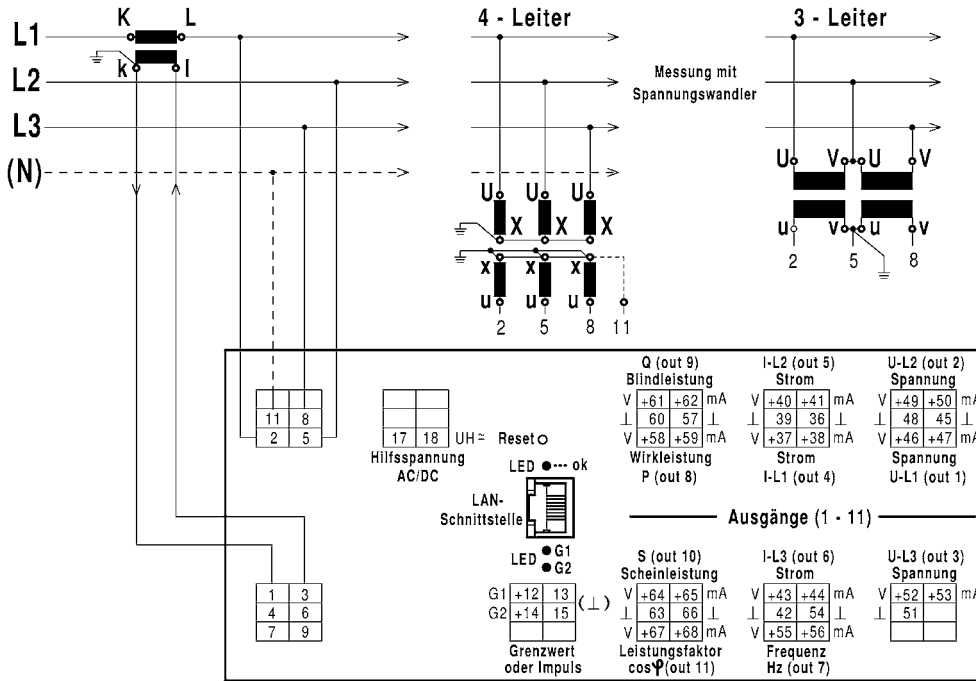 K L 4 - Leiter 3 - Leiter
L1
k l
L2 Messung mit
Spannungswandler
L3
(N)
U V U V
U U U
X X X
u v u v
x x x
2 5 8
u u u
2 5 8 11
Q (out 9) I-L2 (out 5) U-L2 (out 2)
Blindleistung Strom Spannung
V +61 +62 mA V +40 +41 mA V +49 +50 mA
11 8 ⊥ 60 57 ⊥ ⊥ 39 36 ⊥ ⊥ 48 45 ⊥
2 5 17 18 UH≃ Reset V +58 +59 mA V +37 +38 mA V +46 +47 mA
Hilfsspannung Wirkleistung Strom Spannung
AC/DC LED ok P (out 8) I-L1 (out 4) U-L1 (out 1)
LAN-
Schnittstelle Ausgänge (1 - 11)
LED G1
G2
S (out 10) I-L3 (out 6) U-L3 (out 3)
Scheinleistung Strom Spannung
1 3 G1 +12 13 (⊥) V +64 +65 mA V +43 +44 mA V +52 +53 mA
4 6 G2 +14 15 ⊥ 63 66 ⊥ ⊥ 42 54 ⊥ ⊥ 51
7 9 V +67 +68 mA V +55 +56 mA
Grenzwert Leistungsfaktor Frequenz
oder Impuls cosφ (out 11) Hz (out 7)